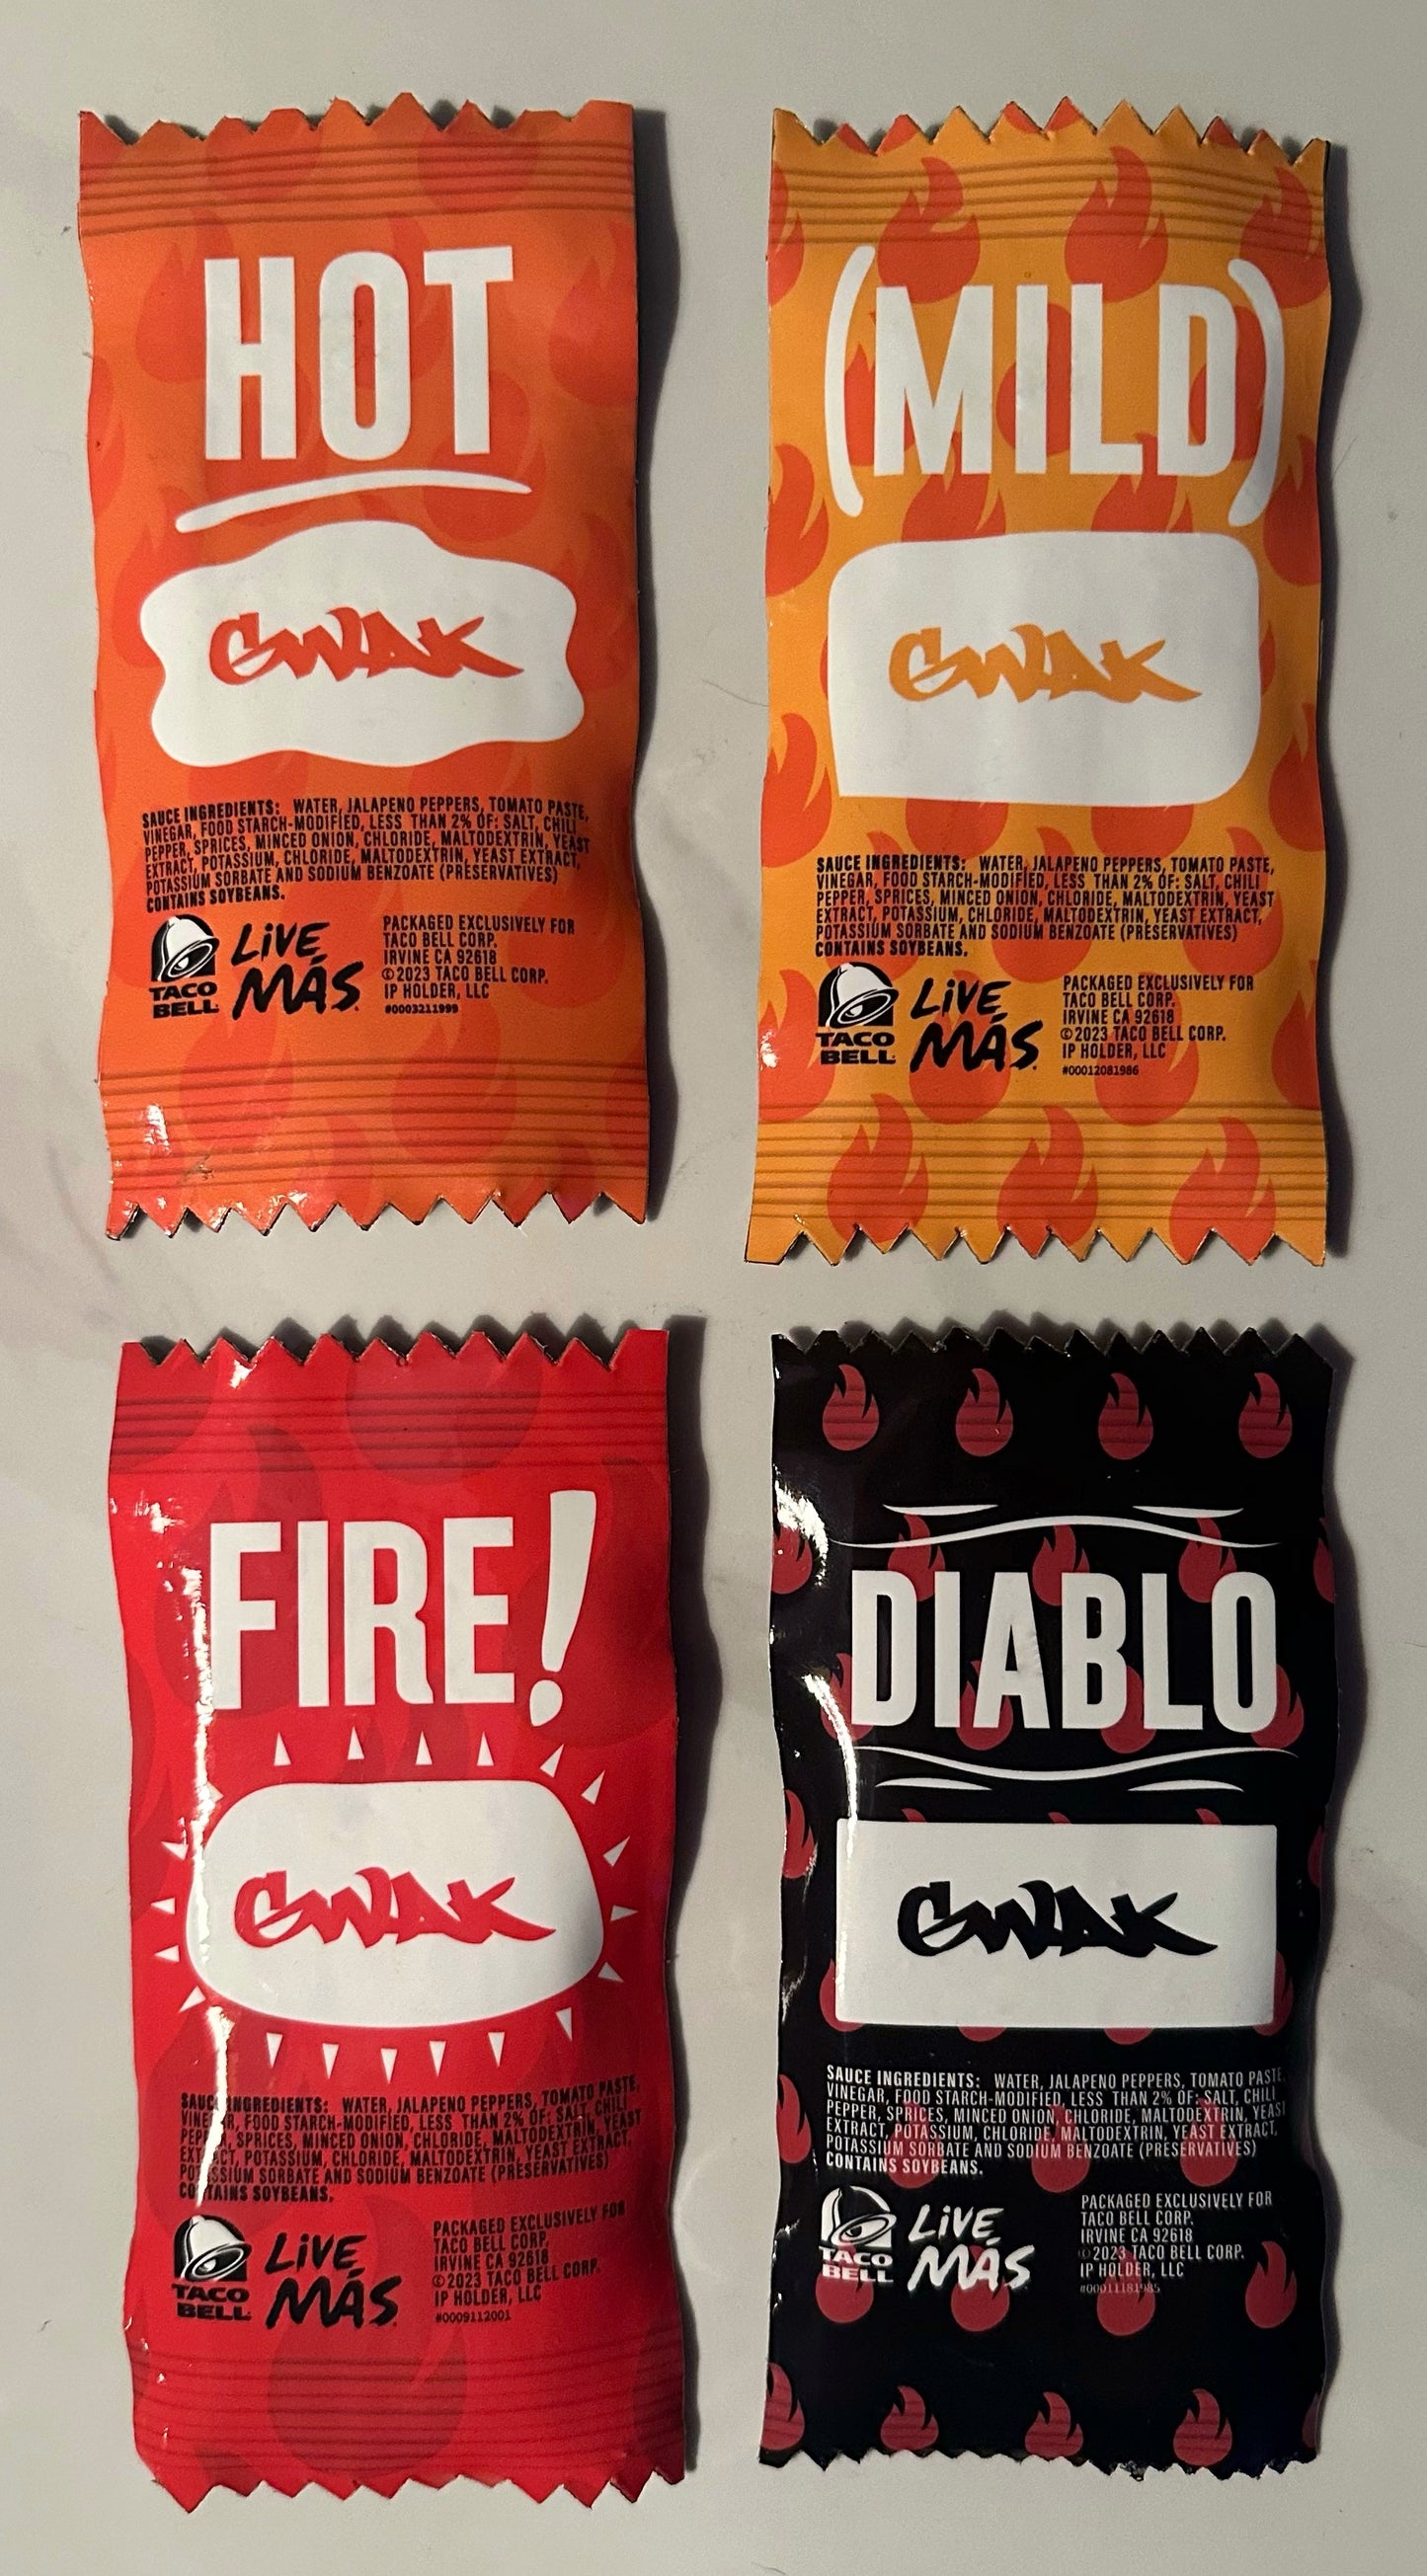 HOT
GWAK
SAUCE INGREDIENTS: WATER, JALAPENO PEPPERS, TOMATO PASTE,
VINEGAR, FOOD STARCH-MODIFIED, LESS THAN 2% OF: SALT, CHILI
PEPPER, SPRICES, MINCED ONION, CHLORIDE, MALTODEXTRIN, YEAST
EXTRACT, POTASSIUM, CHLORIDE, MALTODEXTRIN, YEAST EXTRACT,
POTASSIUM SORBATE AND SODIUM BENZOATE (PRESERVATIVES)
CONTAINS SOYBEANS.
TACO
BELL
LiVE
MÁS
PACKAGED EXCLUSIVELY FOR
TACO BELL CORP.
IRVINE CA 92618
©2023 TACO BELL CORP.
IP HOLDER, LLC
#0003211999
(MILD)
GWAK
SAUCE INGREDIENTS: WATER, JALAPENO PEPPERS, TOMATO PASTE,
VINEGAR, FOOD STARCH-MODIFIED, LESS THAN 2% OF: SALT, CHILI
PEPPER, SPRICES, MINCED ONION, CHLORIDE, MALTODEXTRIN, YEAST
EXTRACT, POTASSIUM, CHLORIDE, MALTODEXTRIN, YEAST EXTRACT,
POTASSIUM SORBATE AND SODIUM BENZOATE (PRESERVATIVES)
CONTAINS SOYBEANS.
TACO
BELL
LiVE
MÁS
PACKAGED EXCLUSIVELY FOR
TACO BELL CORP.
IRVINE CA 92618
©2023 TACO BELL CORP.
IP HOLDER, LLC
#00012081986
FIRE!
GWAK
SAUCE INGREDIENTS: WATER, JALAPENO PEPPERS, TOMATO PASTE,
VINEGAR, FOOD STARCH-MODIFIED, LESS THAN 2% OF: SALT, CHILI
PEPPER, SPRICES, MINCED ONION, CHLORIDE, MALTODEXTRIN, YEAST
EXTRACT, POTASSIUM, CHLORIDE, MALTODEXTRIN, YEAST EXTRACT,
POTASSIUM SORBATE AND SODIUM BENZOATE (PRESERVATIVES)
CONTAINS SOYBEANS.
TACO
BELL
LiVE
MÁS
PACKAGED EXCLUSIVELY FOR
TACO BELL CORP.
IRVINE CA 92618
©2023 TACO BELL CORP.
IP HOLDER, LLC
#0009112001
DIABLO
GWAK
SAUCE INGREDIENTS: WATER, JALAPENO PEPPERS, TOMATO PASTE,
VINEGAR, FOOD STARCH-MODIFIED, LESS THAN 2% OF: SALT, CHILI
PEPPER, SPRICES, MINCED ONION, CHLORIDE, MALTODEXTRIN, YEAST
EXTRACT, POTASSIUM, CHLORIDE, MALTODEXTRIN, YEAST EXTRACT,
POTASSIUM SORBATE AND SODIUM BENZOATE (PRESERVATIVES)
CONTAINS SOYBEANS.
TACO
BELL
LiVE
MÁS
PACKAGED EXCLUSIVELY FOR
TACO BELL CORP.
IRVINE CA 92618
©2023 TACO BELL CORP.
IP HOLDER, LLC
#00011181985